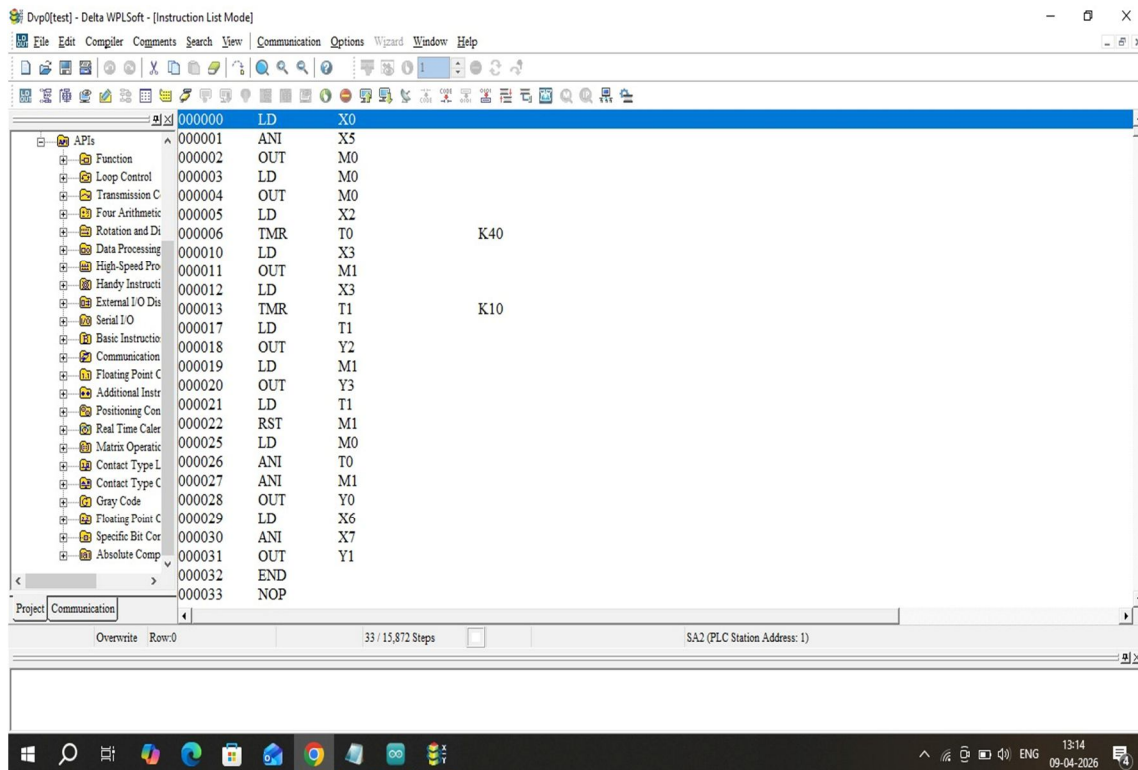 Dvp0[test] - Delta WPLSoft - [Instruction List Mode]
File Edit Compiler Comments Search View Communication Options Wizard Window Help
1
APIs
Function
Loop Control
Transmission C
Four Arithmetic
Rotation and Di
Data Processing
High-Speed Pro
Handy Instructi
External I/O Dis
Serial I/O
Basic Instructio
Communication
Floating Point C
Additional Instr
Positioning Con
Real Time Caler
Matrix Operatic
Contact Type L
Contact Type C
Gray Code
Floating Point C
Specific Bit Cor
Absolute Comp
Project Communication
000000 LD X0
000001 ANI X5
000002 OUT M0
000003 LD M0
000004 OUT M0
000005 LD X2
000006 TMR T0 K40
000010 LD X3
000011 OUT M1
000012 LD X3
000013 TMR T1 K10
000017 LD T1
000018 OUT Y2
000019 LD M1
000020 OUT Y3
000021 LD T1
000022 RST M1
000025 LD M0
000026 ANI T0
000027 ANI M1
000028 OUT Y0
000029 LD X6
000030 ANI X7
000031 OUT Y1
000032 END
000033 NOP
Overwrite Row:0 33 / 15,872 Steps SA2 (PLC Station Address: 1)
ENG
13:14
09-04-2026
4